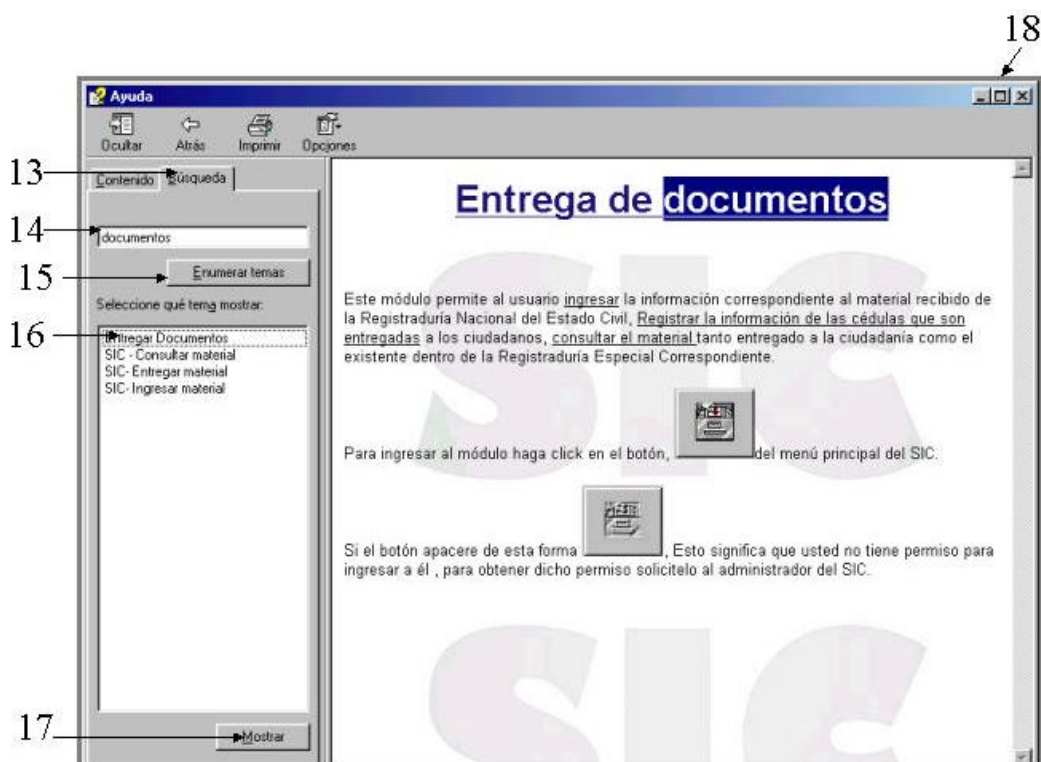 18
Ayuda
Ocultar Atrás Imprimir Opciones
13
Contenido Búsqueda
14
documentos
15
Enumerar temas
Seleccione qué tema mostrar:
16
Entregar Documentos
SIC - Consultar material
SIC- Entregar material
SIC- Ingresar material
17
Mostrar
Entrega de documentos
Este módulo permite al usuario ingresar la información correspondiente al material recibido de
la Registraduría Nacional del Estado Civil, Registrar la información de las cédulas que son
entregadas a los ciudadanos, consultar el material tanto entregado a la ciudadanía como el
existente dentro de la Registraduría Especial Correspondiente.
Para ingresar al módulo haga click en el botón, del menú principal del SIC.
Si el botón apacere de esta forma , Esto significa que usted no tiene permiso para
ingresar a él , para obtener dicho permiso solicitelo al administrador del SIC.
SIC
SIC